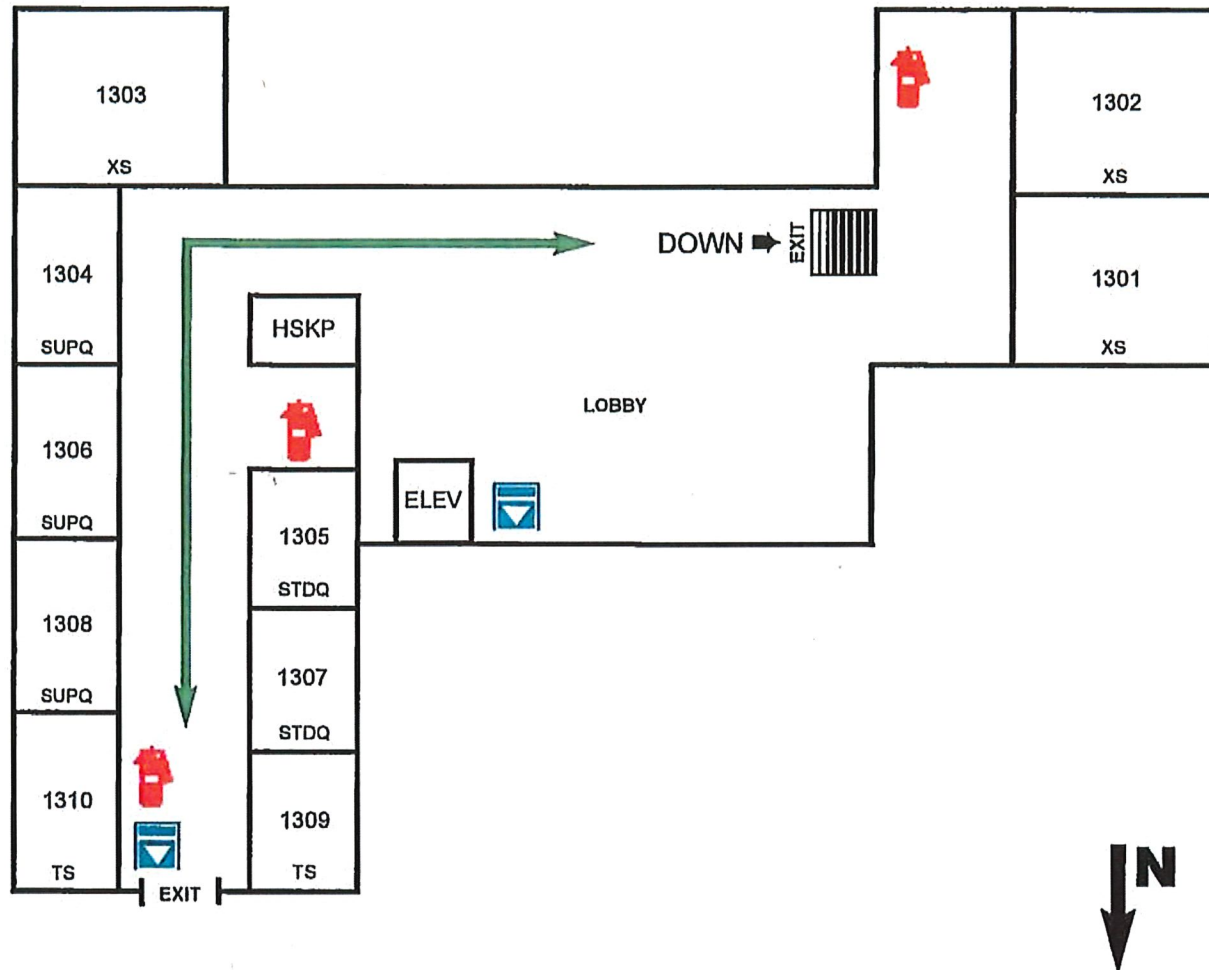 1303
XS
1302
XS
DOWN
EXIT
1304
SUPQ
1301
XS
HSKP
LOBBY
1306
SUPQ
ELEV
1305
STDQ
1308
SUPQ
1307
STDQ
1310
TS
1309
TS
EXIT
N